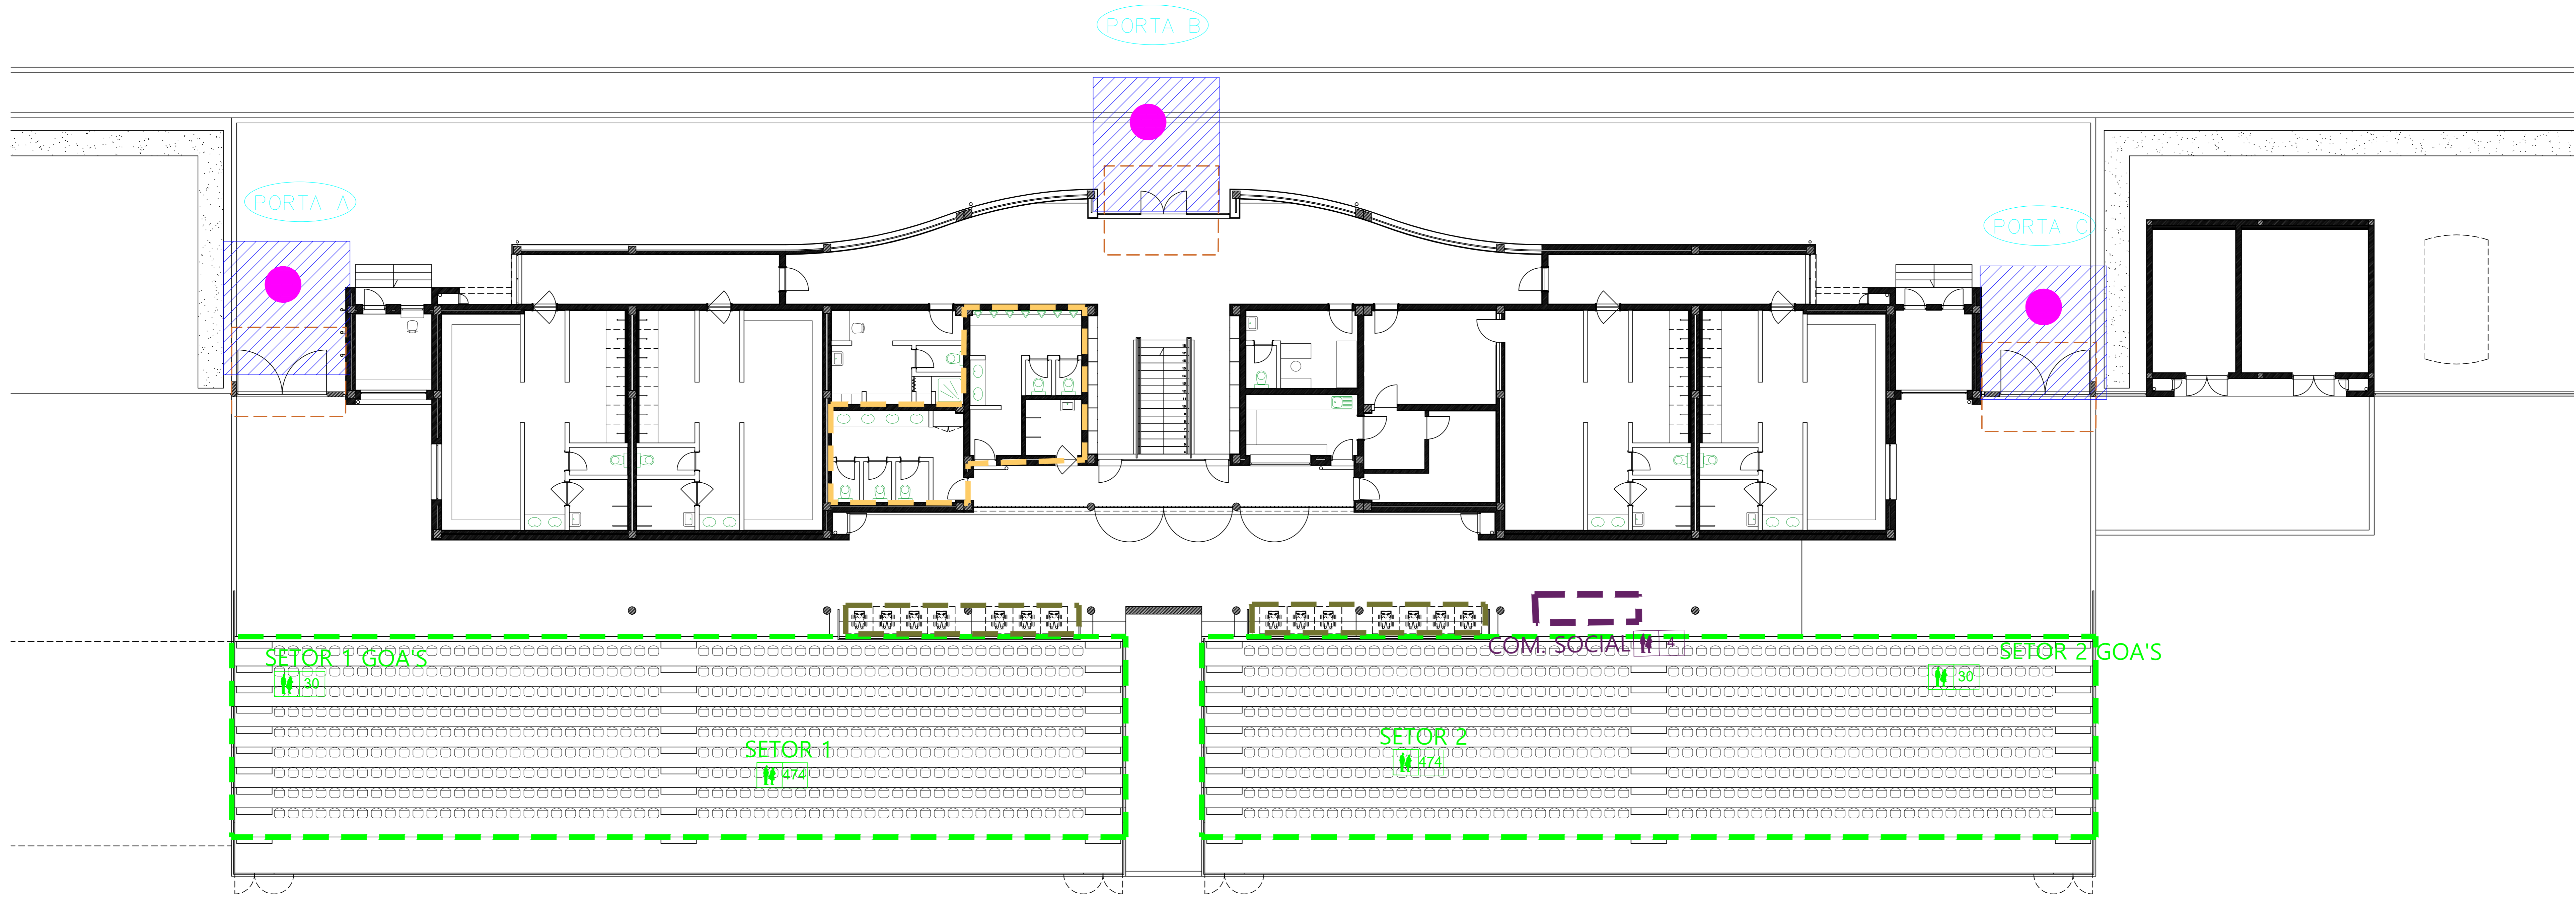 PORTA B
PORTA A
PORTA C
COM. SOCIAL 4
SETOR 1 GOA'S
30
SETOR 2 GOA'S
30
SETOR 1
474
SETOR 2
474